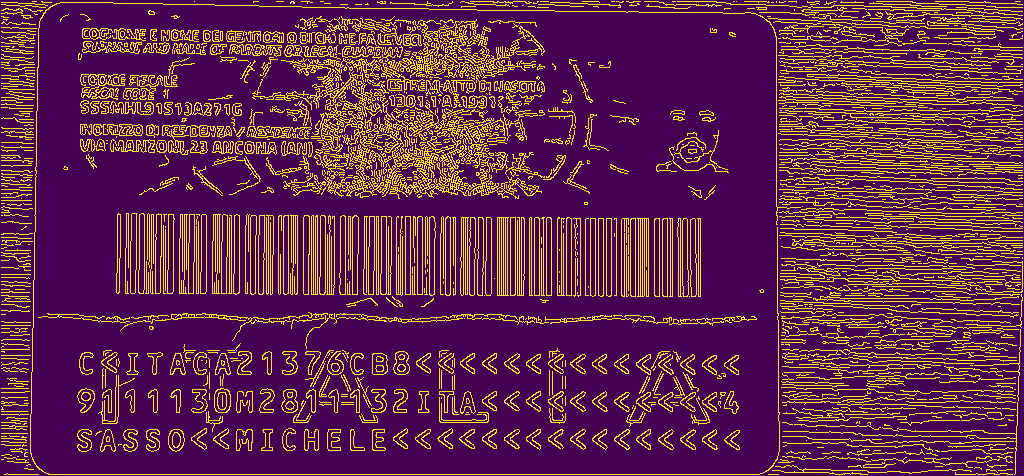 COGNOME E NOME DEI GENITORI O DI CHI NE FA LE VECI
SURNAME AND NAME OF PARENTS OR LEGAL GUARDIAN
CODICE FISCALE
FISCAL CODE
SSSMHL91S13A271G
ESTREMI ATTO DI NASCITA
INDIRIZZO DI RESIDENZA / RESIDENCE
VIA MANZONI, 23 ANCONA (AN)
C<ITACA21376CB8<<<<<<<<<<<<<<<
9111130M2811132ITA<<<<<<<<<<<4
SASSO<<MICHELE<<<<<<<<<<<<<<<<
ITALIA